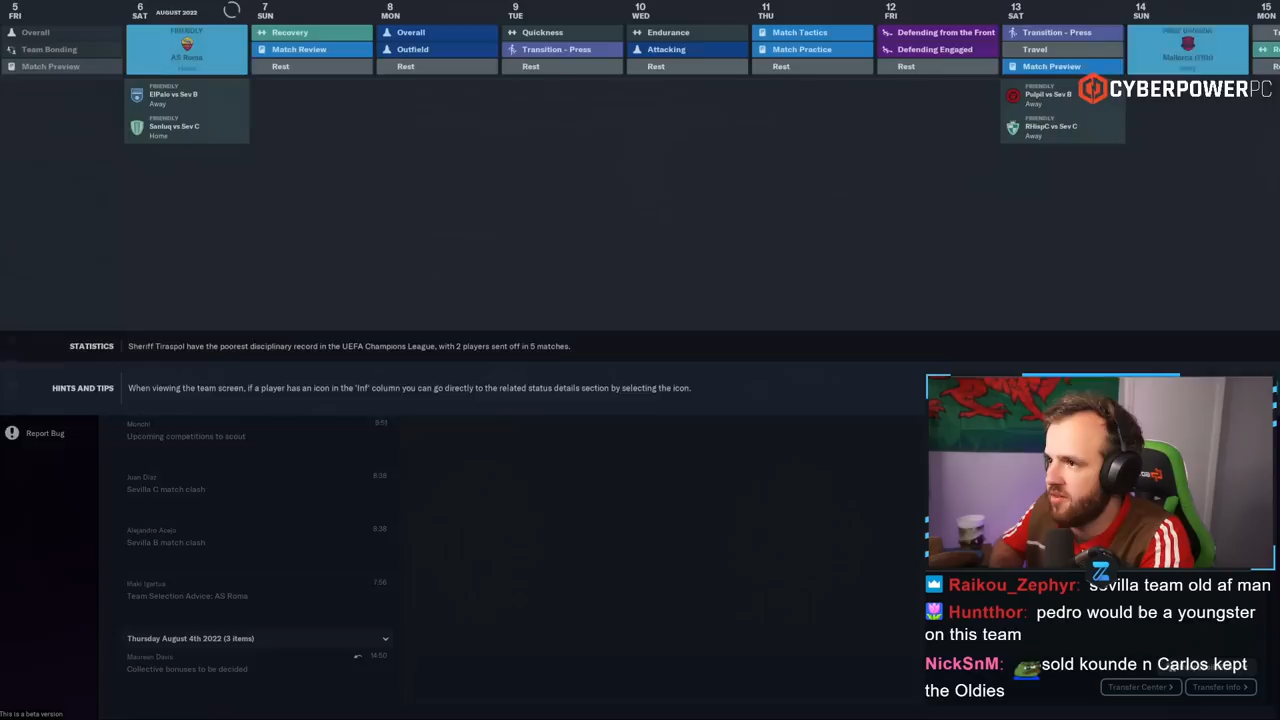 5
FRI
6
SAT
AUGUST 2022
7
SUN
8
MON
9
TUE
10
WED
11
THU
12
FRI
13
SAT
14
SUN
15
MON
Overall
Team Bonding
Match Preview
FRIENDLY
AS Roma
Recovery
Match Review
Rest
Overall
Outfield
Rest
Quickness
Transition - Press
Rest
Endurance
Attacking
Rest
Match Tactics
Match Practice
Rest
Defending from the Front
Defending Engaged
Rest
Transition - Press
Travel
Match Preview
Mallorca (17th)
FRIENDLY
ElPalo vs Sev B
Away
FRIENDLY
Sanluq vs Sev C
Home
FRIENDLY
Pulpil vs Sev B
Away
FRIENDLY
RHispC vs Sev C
Away
CYBERPOWERPC
STATISTICS
Sheriff Tiraspol have the poorest disciplinary record in the UEFA Champions League, with 2 players sent off in 5 matches.
HINTS AND TIPS
When viewing the team screen, if a player has an icon in the 'Inf' column you can go directly to the related status details section by selecting the icon.
Report Bug
Monchi
Upcoming competitions to scout
Juan Díaz 8:38
Sevilla C match clash
Alejandro Acejo 8:38
Sevilla B match clash
Iñaki Igartua 7:56
Team Selection Advice: AS Roma
Thursday August 4th 2022 (3 items)
Maureen Davis 14:50
Collective bonuses to be decided
Raikou_Zephyr: sevilla team old af man
Huntthor: pedro would be a youngster
on this team
NickSnM: sold kounde n Carlos kept
the Oldies
Transfer Center >
Transfer Info >
This is a beta version